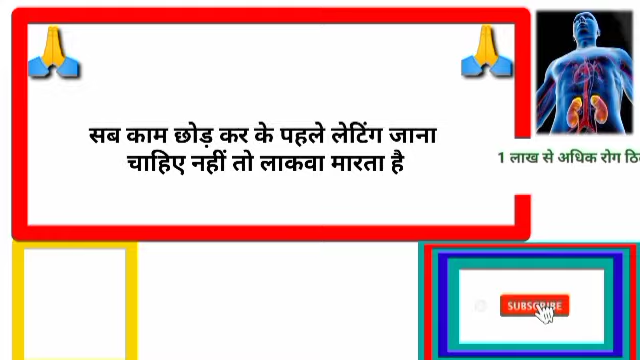 सब काम छोड़ कर के पहले लेटिंग जाना
चाहिए नहीं तो लाकवा मारता है
1 लाख से अधिक रोग ठि
SUBSCRIBE